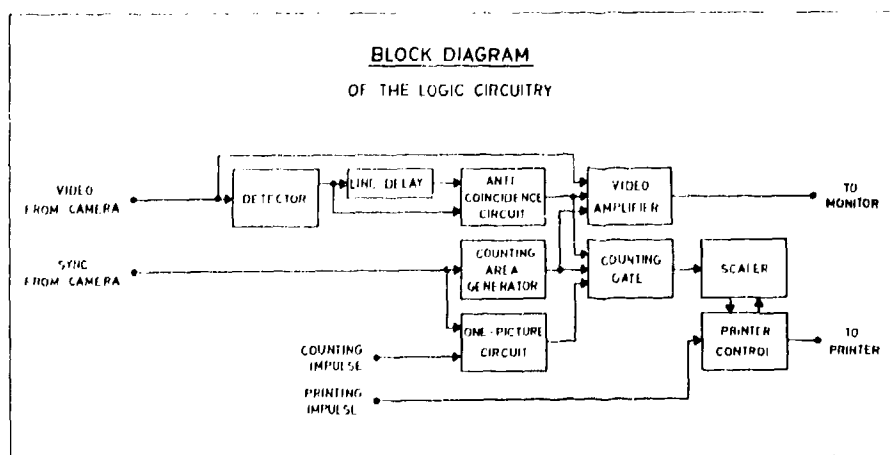 BLOCK DIAGRAM
OF THE LOGIC CIRCUITRY
VIDEO
FROM CAMERA
DETECTOR
LINE DELAY
ANTI
COINCIDENCE
CIRCUIT
VIDEO
AMPLIFIER
TO
MONITOR
SYNC
FROM CAMERA
COUNTING
AREA
GENERATOR
COUNTING
GATE
SCALER
ONE-PICTURE
CIRCUIT
COUNTING
IMPULSE
PRINTER
CONTROL
TO
PRINTER
PRINTING
IMPULSE